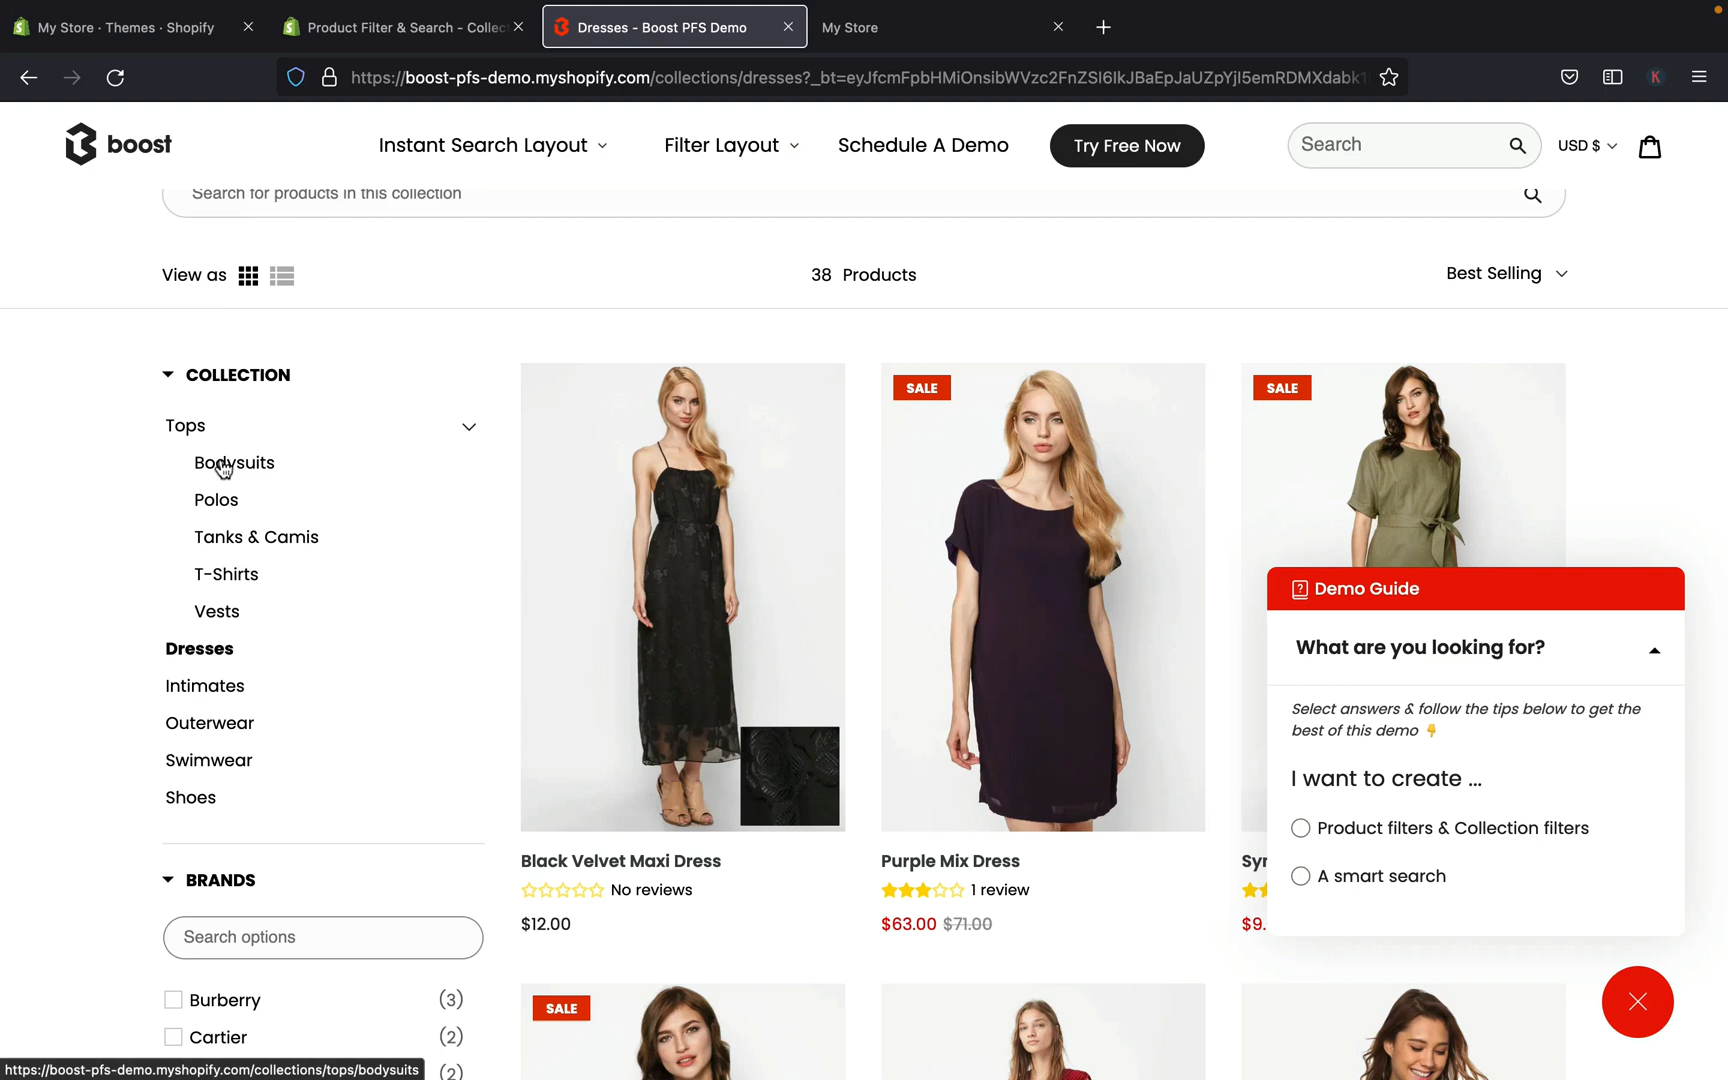 My Store · Themes · Shopify
Product Filter & Search - Collec
Dresses - Boost PFS Demo
My Store
https://boost-pfs-demo.myshopify.com/collections/dresses?_bt=
K
boost
Instant Search Layout
Filter Layout
Schedule A Demo
Try Free Now
Search
USD $
Search for products in this collection
View as
38 Products
Best Selling
COLLECTION
Tops
Bodysuits
Polos
Tanks & Camis
T-Shirts
Vests
Dresses
Intimates
Outerwear
Swimwear
Shoes
BRANDS
Search options
Burberry (3)
Cartier (2)
(2)
SALE
SALE
Black Velvet Maxi Dress
No reviews
$12.00
Purple Mix Dress
1 review
$63.00 $71.00
$9.
SALE
Demo Guide
What are you looking for?
Select answers & follow the tips below to get the
best of this demo 👇
I want to create ...
Product filters & Collection filters
A smart search
https://boost-pfs-demo.myshopify.com/collections/tops/bodysuits